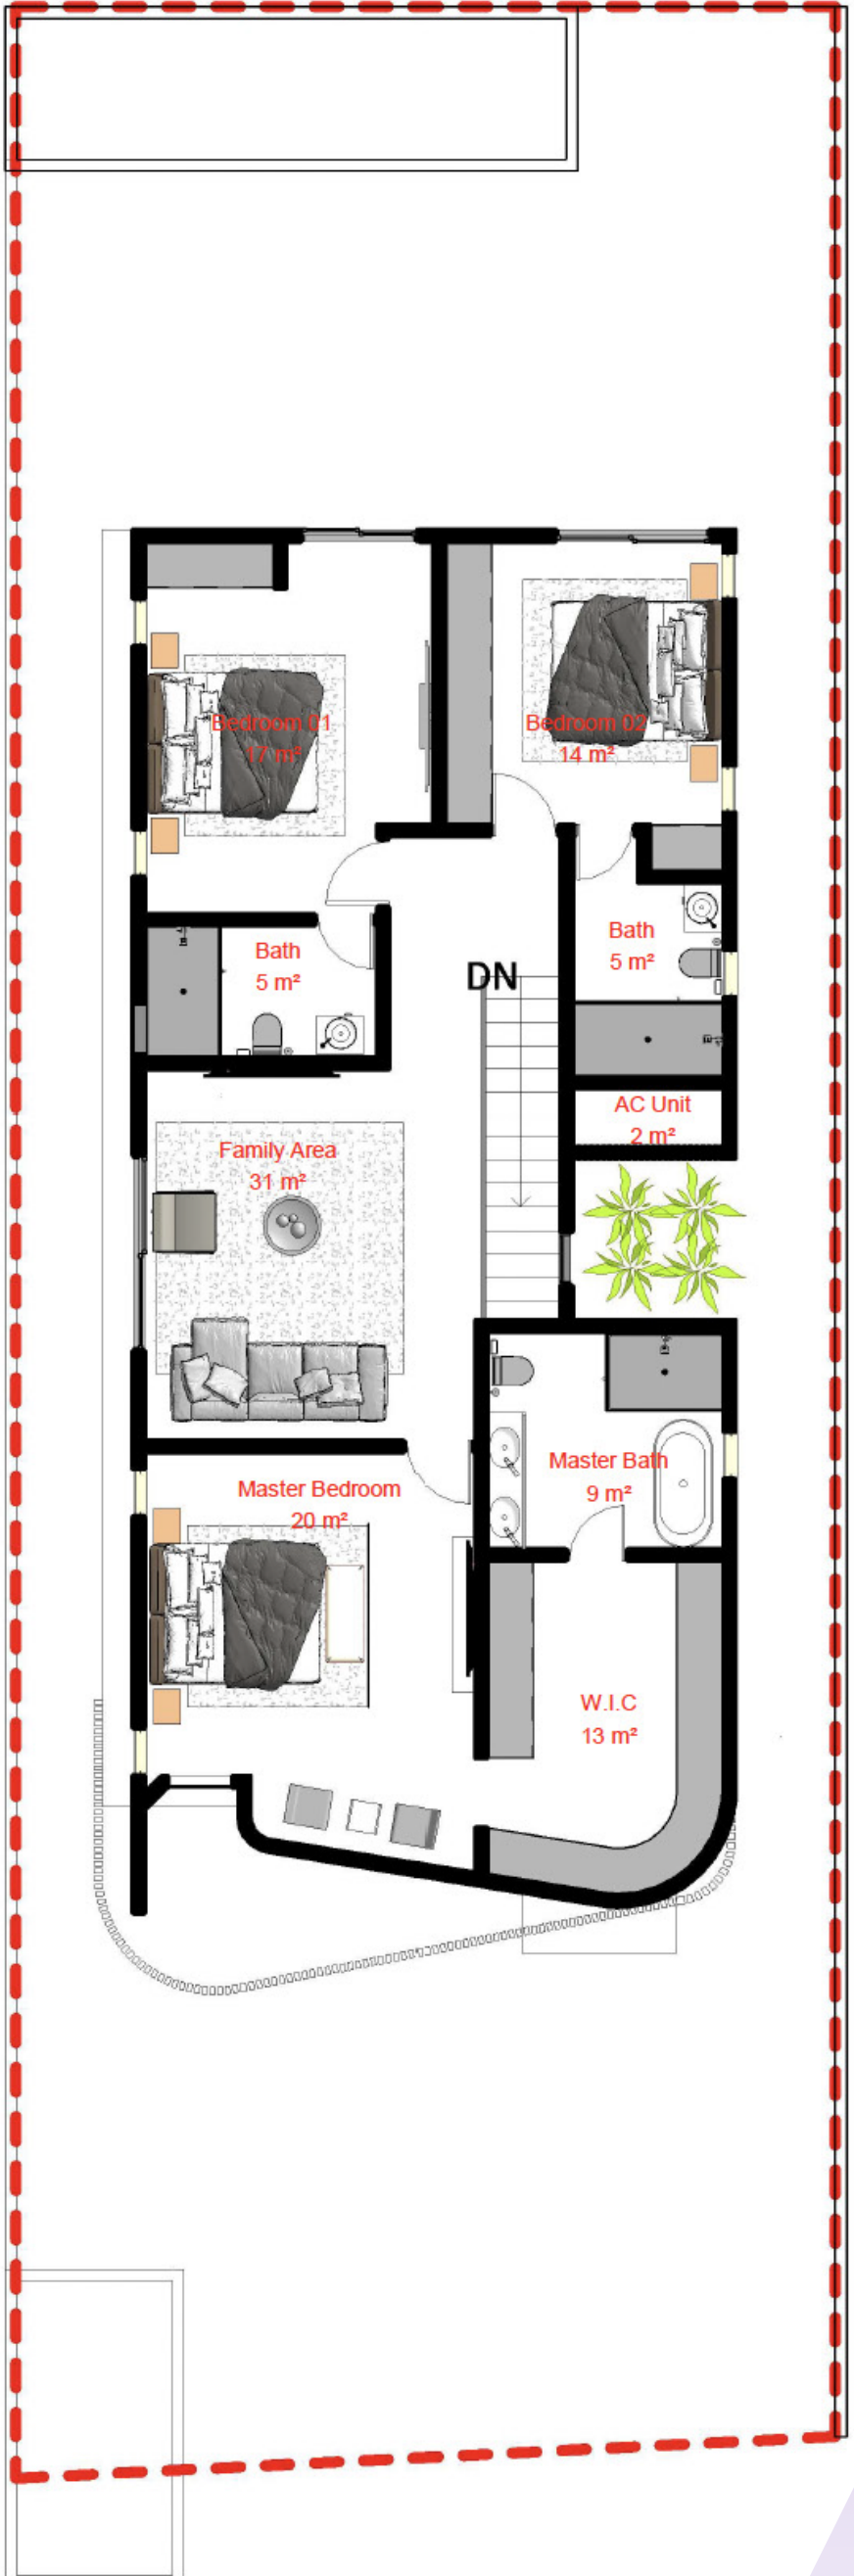 Bedroom 01
17 m²
Bedroom 02
14 m²
Bath
5 m²
Bath
5 m²
DN
AC Unit
2 m²
Family Area
31 m²
Master Bath
9 m²
Master Bedroom
20 m²
W.I.C
13 m²